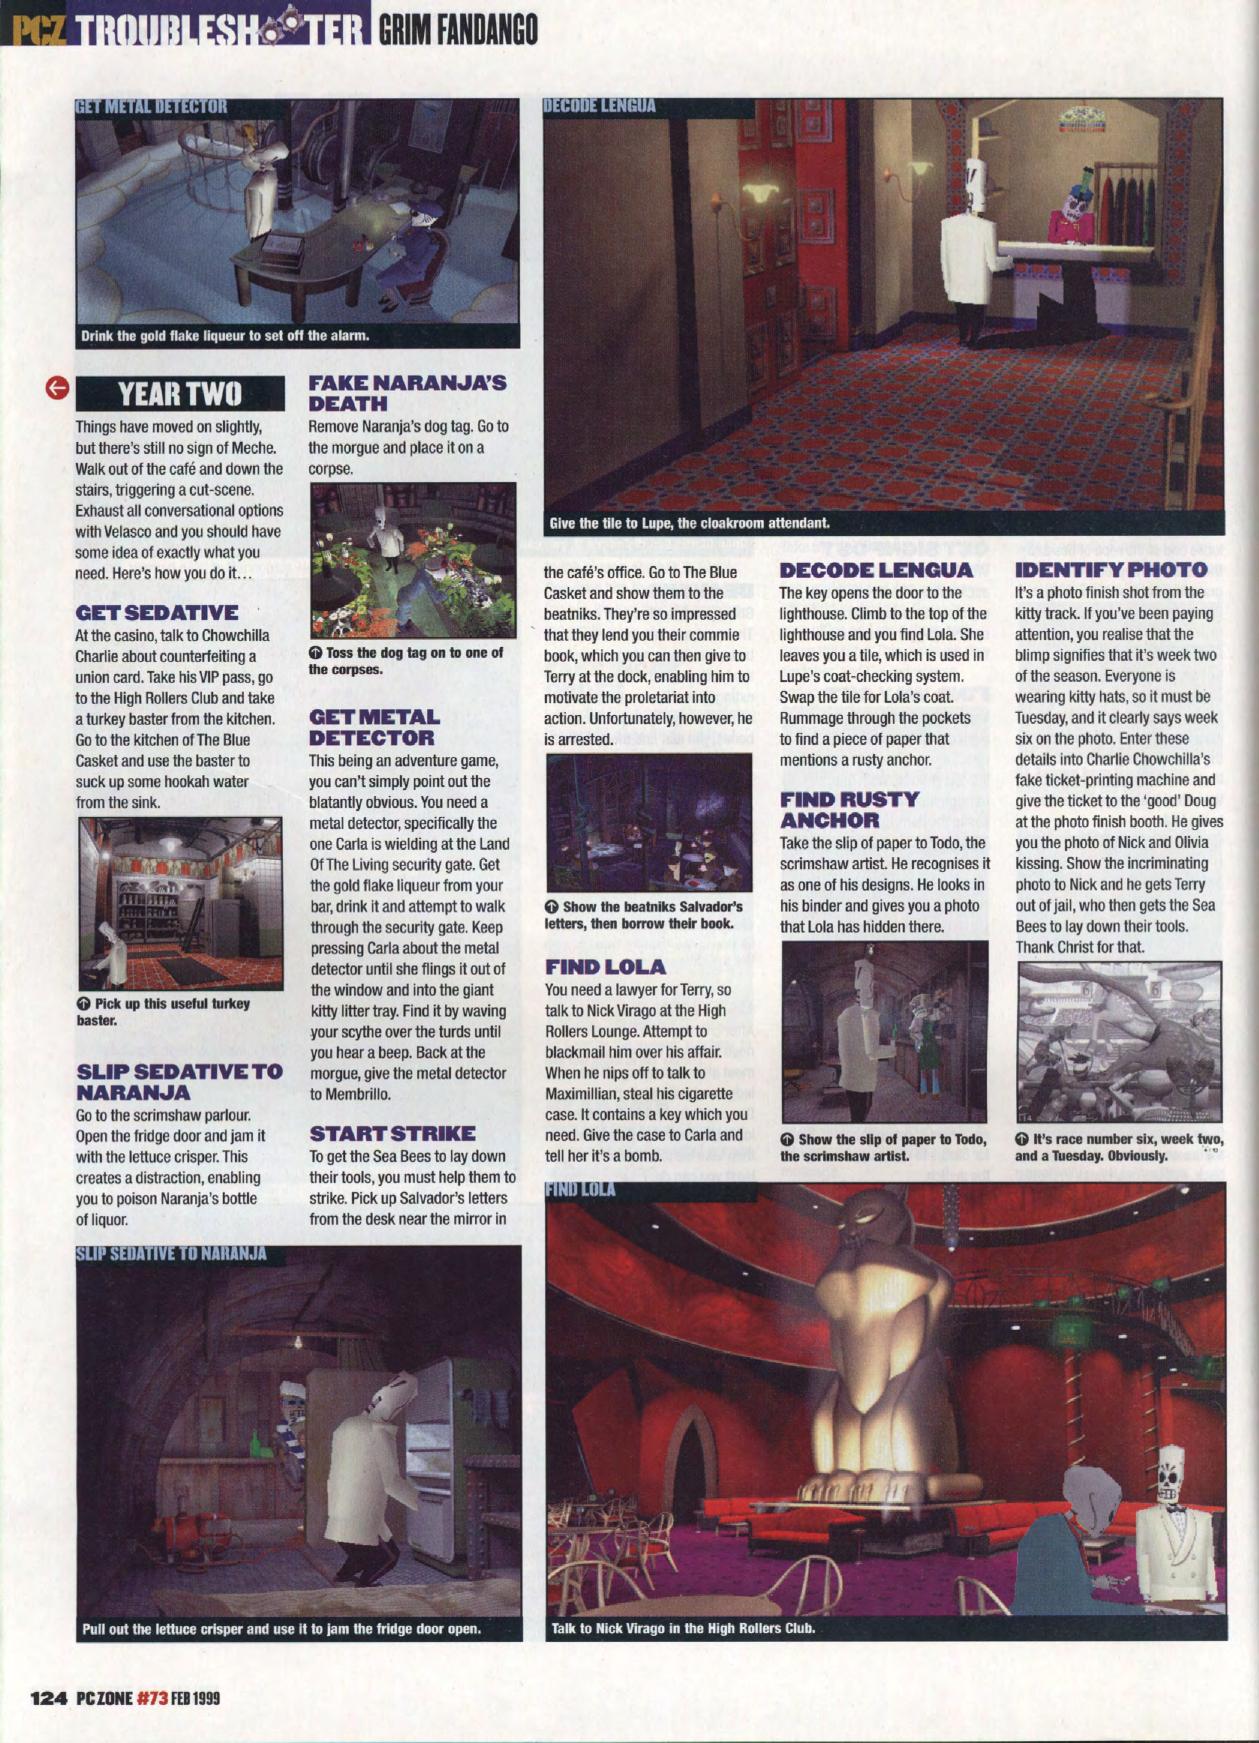 PCZ TROUBLESHOOTER GRIM FANDANGO
GET METAL DETECTOR
Drink the gold flake liqueur to set off the alarm.
DECODE LENGUA
Give the tile to Lupe, the cloakroom attendant.
YEAR TWO
Things have moved on slightly,
but there's still no sign of Meche.
Walk out of the café and down the
stairs, triggering a cut-scene.
Exhaust all conversational options
with Velasco and you should have
some idea of exactly what you
need. Here's how you do it...
GET SEDATIVE
At the casino, talk to Chowchilla
Charlie about counterfeiting a
union card. Take his VIP pass, go
to the High Rollers Club and take
a turkey baster from the kitchen.
Go to the kitchen of The Blue
Casket and use the baster to
suck up some hookah water
from the sink.
Pick up this useful turkey
baster.
SLIP SEDATIVE TO
NARANJA
Go to the scrimshaw parlour.
Open the fridge door and jam it
with the lettuce crisper. This
creates a distraction, enabling
you to poison Naranja's bottle
of liquor.
FAKE NARANJA'S
DEATH
Remove Naranja's dog tag. Go to
the morgue and place it on a
corpse.
Toss the dog tag on to one of
the corpses.
GET METAL
DETECTOR
This being an adventure game,
you can't simply point out the
blatantly obvious. You need a
metal detector, specifically the
one Carla is wielding at the Land
Of The Living security gate. Get
the gold flake liqueur from your
bar, drink it and attempt to walk
through the security gate. Keep
pressing Carla about the metal
detector until she flings it out of
the window and into the giant
kitty litter tray. Find it by waving
your scythe over the turds until
you hear a beep. Back at the
morgue, give the metal detector
to Membrillo.
START STRIKE
To get the Sea Bees to lay down
their tools, you must help them to
strike. Pick up Salvador's letters
from the desk near the mirror in
the café's office. Go to The Blue
Casket and show them to the
beatniks. They're so impressed
that they lend you their commie
book, which you can then give to
Terry at the dock, enabling him to
motivate the proletariat into
action. Unfortunately, however, he
is arrested.
Show the beatniks Salvador's
letters, then borrow their book.
FIND LOLA
You need a lawyer for Terry, so
talk to Nick Virago at the High
Rollers Lounge. Attempt to
blackmail him over his affair.
When he nips off to talk to
Maximillian, steal his cigarette
case. It contains a key which you
need. Give the case to Carla and
tell her it's a bomb.
DECODE LENGUA
The key opens the door to the
lighthouse. Climb to the top of the
lighthouse and you find Lola. She
leaves you a tile, which is used in
Lupe's coat-checking system.
Swap the tile for Lola's coat.
Rummage through the pockets
to find a piece of paper that
mentions a rusty anchor.
FIND RUSTY
ANCHOR
Take the slip of paper to Todo, the
scrimshaw artist. He recognises it
as one of his designs. He looks in
his binder and gives you a photo
that Lola has hidden there.
Show the slip of paper to Todo,
the scrimshaw artist.
IDENTIFY PHOTO
It's a photo finish shot from the
kitty track. If you've been paying
attention, you realise that the
blimp signifies that it's week two
of the season. Everyone is
wearing kitty hats, so it must be
Tuesday, and it clearly says week
six on the photo. Enter these
details into Charlie Chowchilla's
fake ticket-printing machine and
give the ticket to the 'good' Doug
at the photo finish booth. He gives
you the photo of Nick and Olivia
kissing. Show the incriminating
photo to Nick and he gets Terry
out of jail, who then gets the Sea
Bees to lay down their tools.
Thank Christ for that.
6
6
It's race number six, week two,
and a Tuesday. Obviously.
SLIP SEDATIVE TO NARANJA
Pull out the lettuce crisper and use it to jam the fridge door open.
FIND LOLA
Talk to Nick Virago in the High Rollers Club.
124 PC ZONE #73 FEB 1999